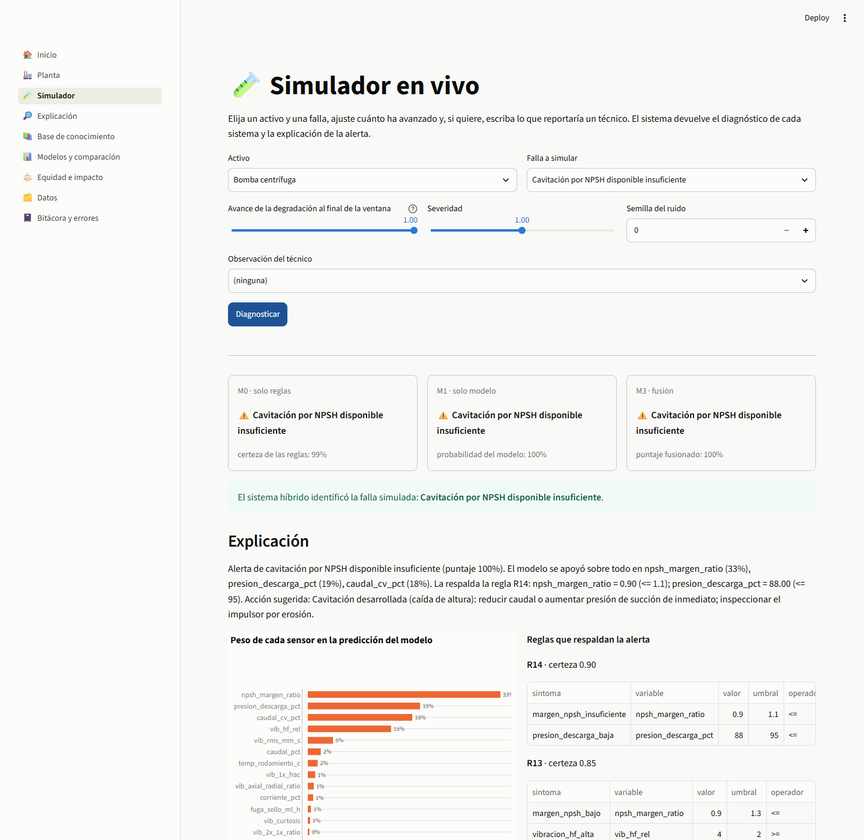 Deploy
Inicio
Planta
Simulador
Explicación
Base de conocimiento
Modelos y comparación
Equidad e impacto
Datos
Bitácora y errores
Simulador en vivo
Elija un activo y una falla, ajuste cuánto ha avanzado y, si quiere, escriba lo que reportaría un técnico. El sistema devuelve el diagnóstico de cada
sistema y la explicación de la alerta.
Activo
Falla a simular
Bomba centrífuga
Cavitación por NPSH disponible insuficiente
Avance de la degradación al final de la ventana
Severidad
Semilla del ruido
1.00
1.00
0
Observación del técnico
(ninguna)
Diagnosticar
M0 · solo reglas
Cavitación por NPSH disponible
insuficiente
certeza de las reglas: 99%
M1 · solo modelo
Cavitación por NPSH disponible
insuficiente
probabilidad del modelo: 100%
M3 · fusión
Cavitación por NPSH disponible
insuficiente
puntaje fusionado: 100%
El sistema híbrido identificó la falla simulada: Cavitación por NPSH disponible insuficiente.
Explicación
Alerta de cavitación por NPSH disponible insuficiente (puntaje 100%). El modelo se apoyó sobre todo en npsh_margen_ratio (33%),
presion_descarga_pct (19%), caudal_cv_pct (18%). La respalda la regla R14: npsh_margen_ratio = 0.90 (<= 1.1); presion_descarga_pct = 88.00 (<=
95). Acción sugerida: Cavitación desarrollada (caída de altura): reducir caudal o aumentar presión de succión de inmediato; inspeccionar el
impulsor por erosión.
Peso de cada sensor en la predicción del modelo
npsh_margen_ratio
presion_descarga_pct 19%
caudal_cv_pct 18%
vib_hf_rel 15%
vib_rms_mm_s 5%
caudal_pct 2%
temp_rodamiento_c 2%
vib_1x_frac 1%
vib_axial_radial_ratio 1%
corriente_pct 1%
fuga_sello_ml_h 1%
vib_curtosis 1%
vib_2x_1x_ratio 0%
Reglas que respaldan la alerta
R14 · certeza 0.90
sintoma variable valor umbral
margen_npsh_insuficiente npsh_margen_ratio 0.9 1.1 <=
presion_descarga_baja presion_descarga_pct 88 95 <=
R13 · certeza 0.85
sintoma variable valor umbral operador
margen_npsh_bajo npsh_margen_ratio 0.9 1.3 <=
vibracion_hf_alta vib_hf_rel 4 2 >=